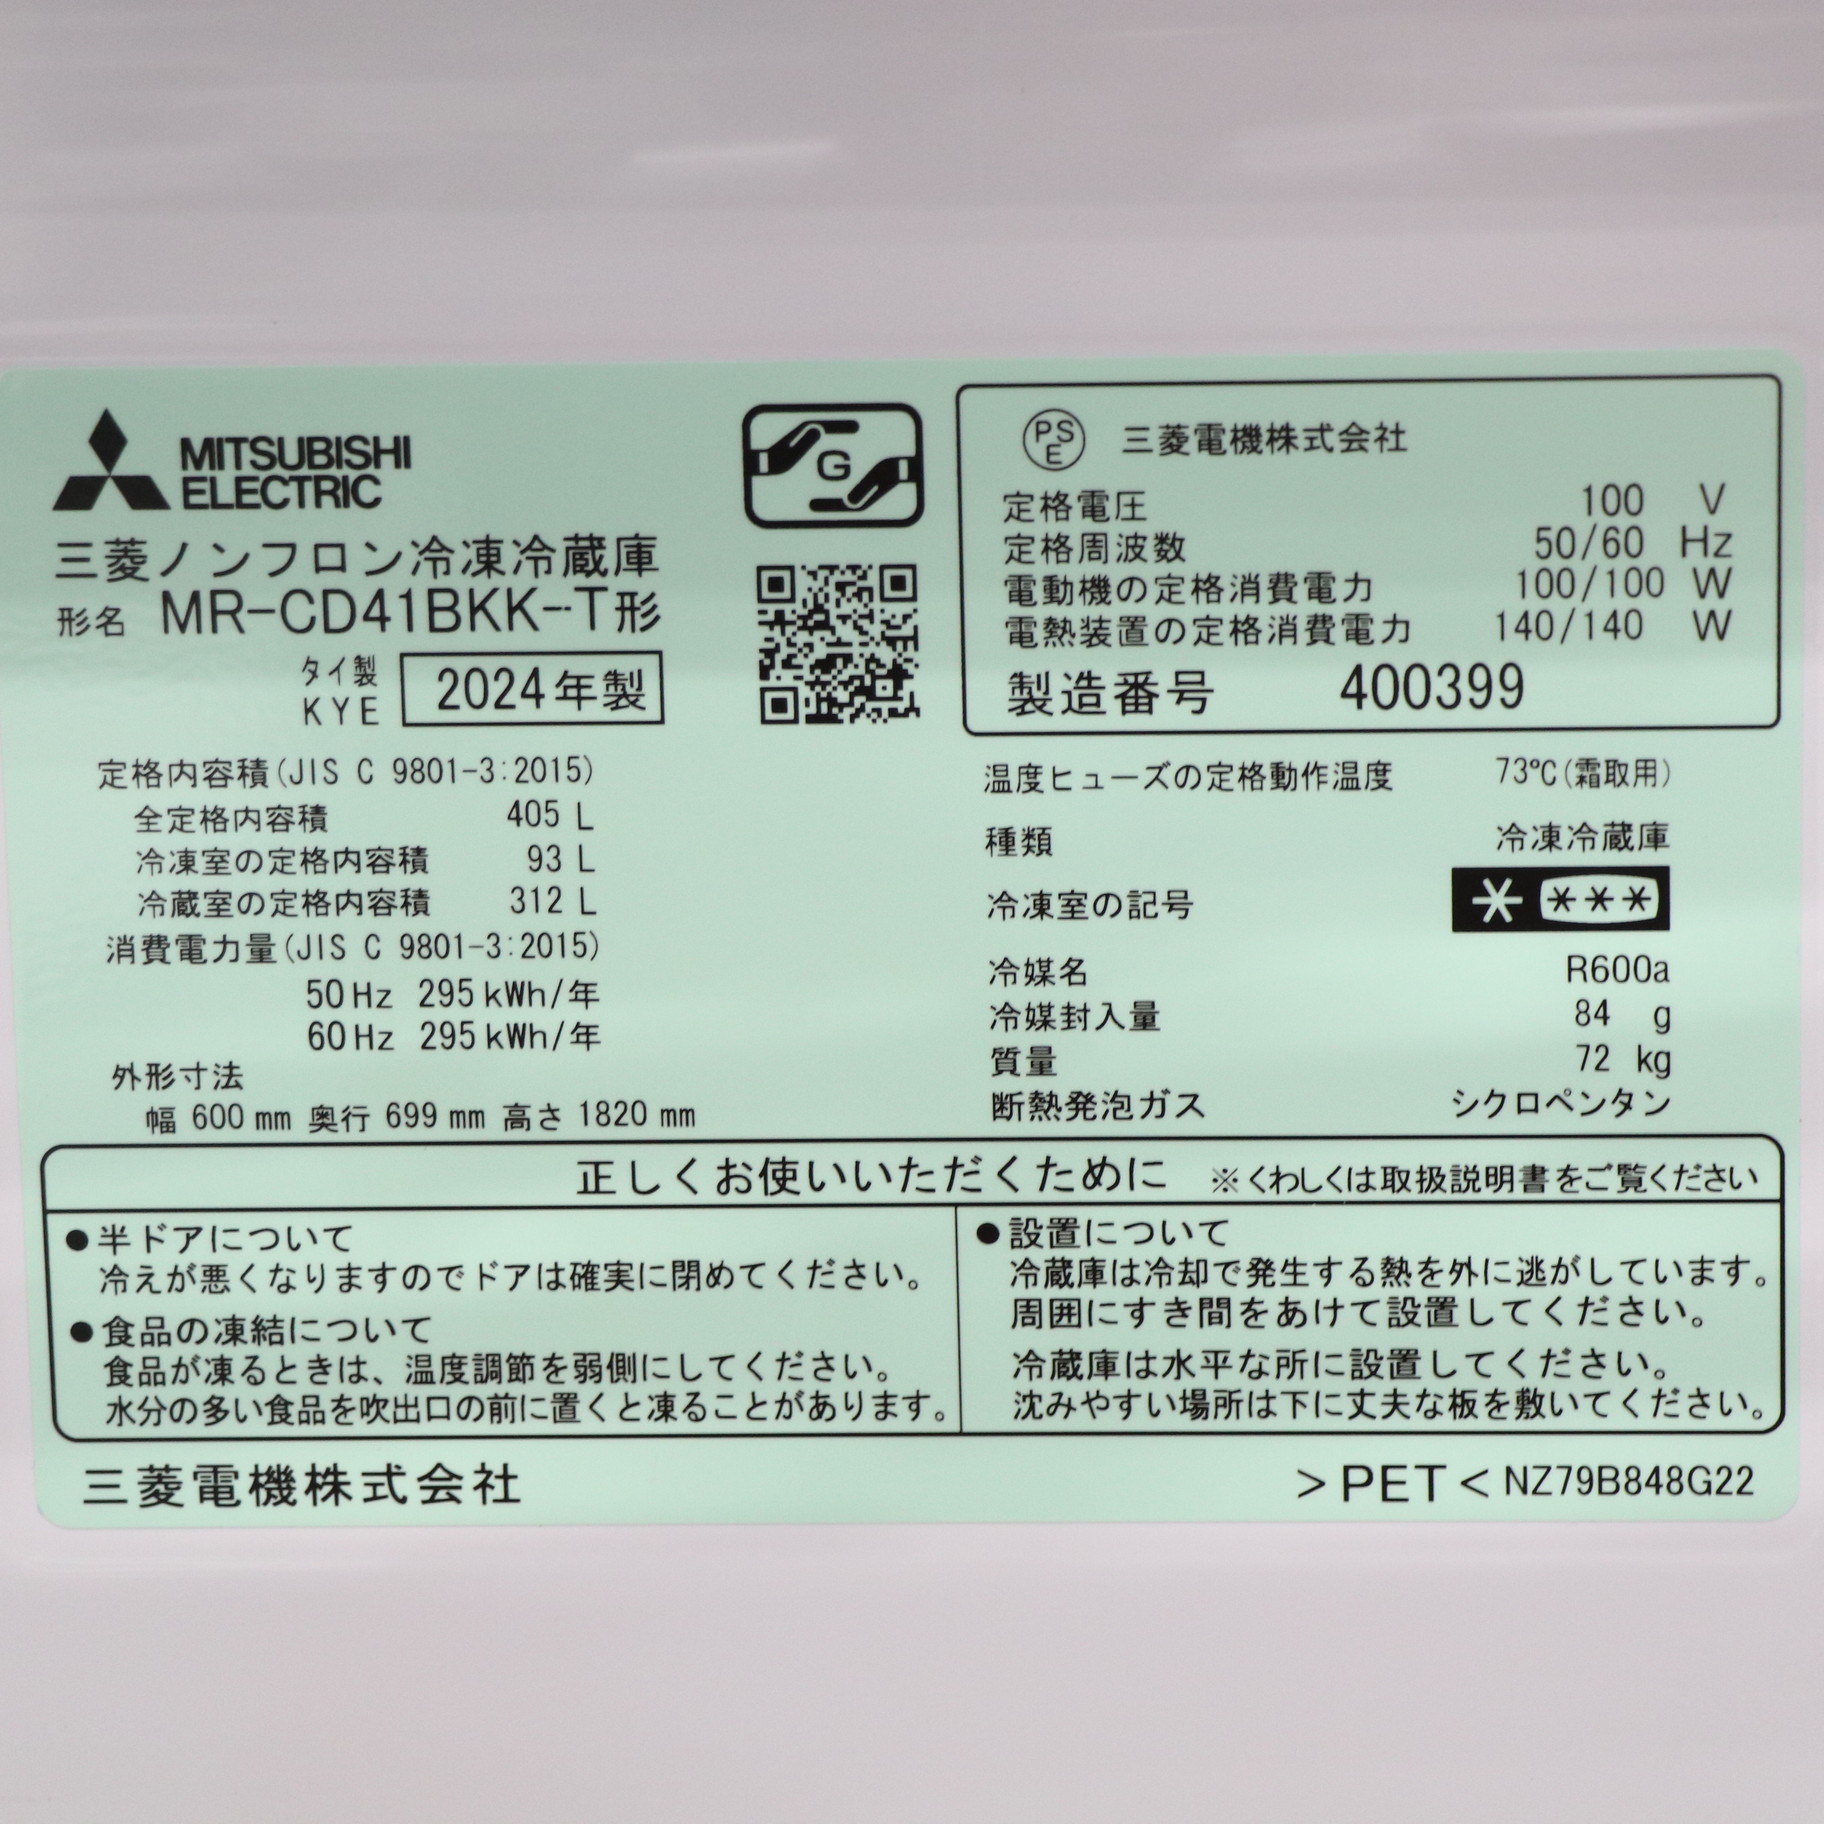 MITSUBISHI
ELECTRIC
三菱ノンフロン冷凍冷蔵庫
形名 MR-CD41BKK-T形
タイ製
KYE
2024年製
G
PSE 三菱電機株式会社
定格電圧 100 V
定格周波数 50/60 Hz
電動機の定格消費電力 100/100 W
電熱装置の定格消費電力 140/140 W
製造番号 400399
定格内容積(JIS C 9801-3:2015)
全定格内容積 405 L
冷凍室の定格内容積 93 L
冷蔵室の定格内容積 312 L
消費電力量(JIS C 9801-3:2015)
50Hz 295kWh/年
60Hz 295kWh/年
外形寸法
幅 600 mm 奥行 699 mm 高さ 1820 mm
温度ヒューズの定格動作温度 73℃(霜取用)
種類 冷凍冷蔵庫
冷凍室の記号
冷媒名 R600a
冷媒封入量 84 g
質量 72 kg
断熱発泡ガス シクロペンタン
正しくお使いいただくために ※くわしくは取扱説明書をご覧ください
●半ドアについて
冷えが悪くなりますのでドアは確実に閉めてください。
●食品の凍結について
食品が凍るときは、温度調節を弱側にしてください。
水分の多い食品を吹出口の前に置くと凍ることがあります。
●設置について
冷蔵庫は冷却で発生する熱を外に逃がしています。
周囲にすき間をあけて設置してください。
冷蔵庫は水平な所に設置してください。
沈みやすい場所は下に丈夫な板を敷いてください。
三菱電機株式会社
>PET< NZ79B848G22